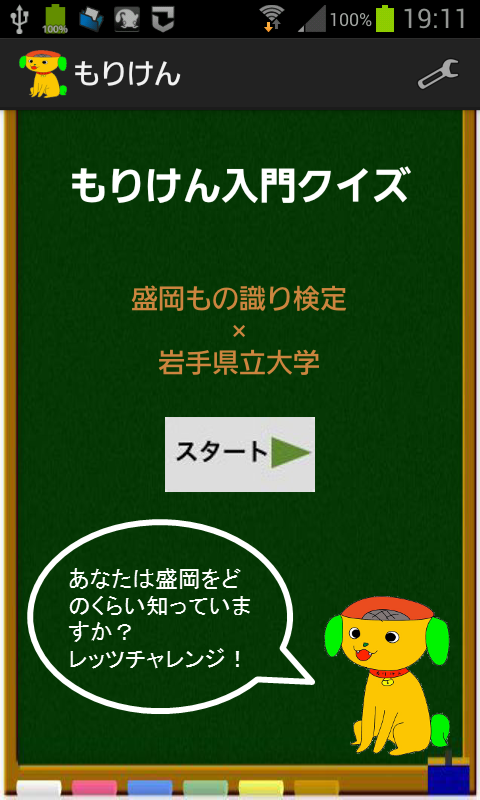 100%
100%
19:11
もりけん
もりけん入門クイズ
盛岡もの識り検定
×
岩手県立大学
スタート
あなたは盛岡をど
のくらい知っていま
すか？
レッツチャレンジ！